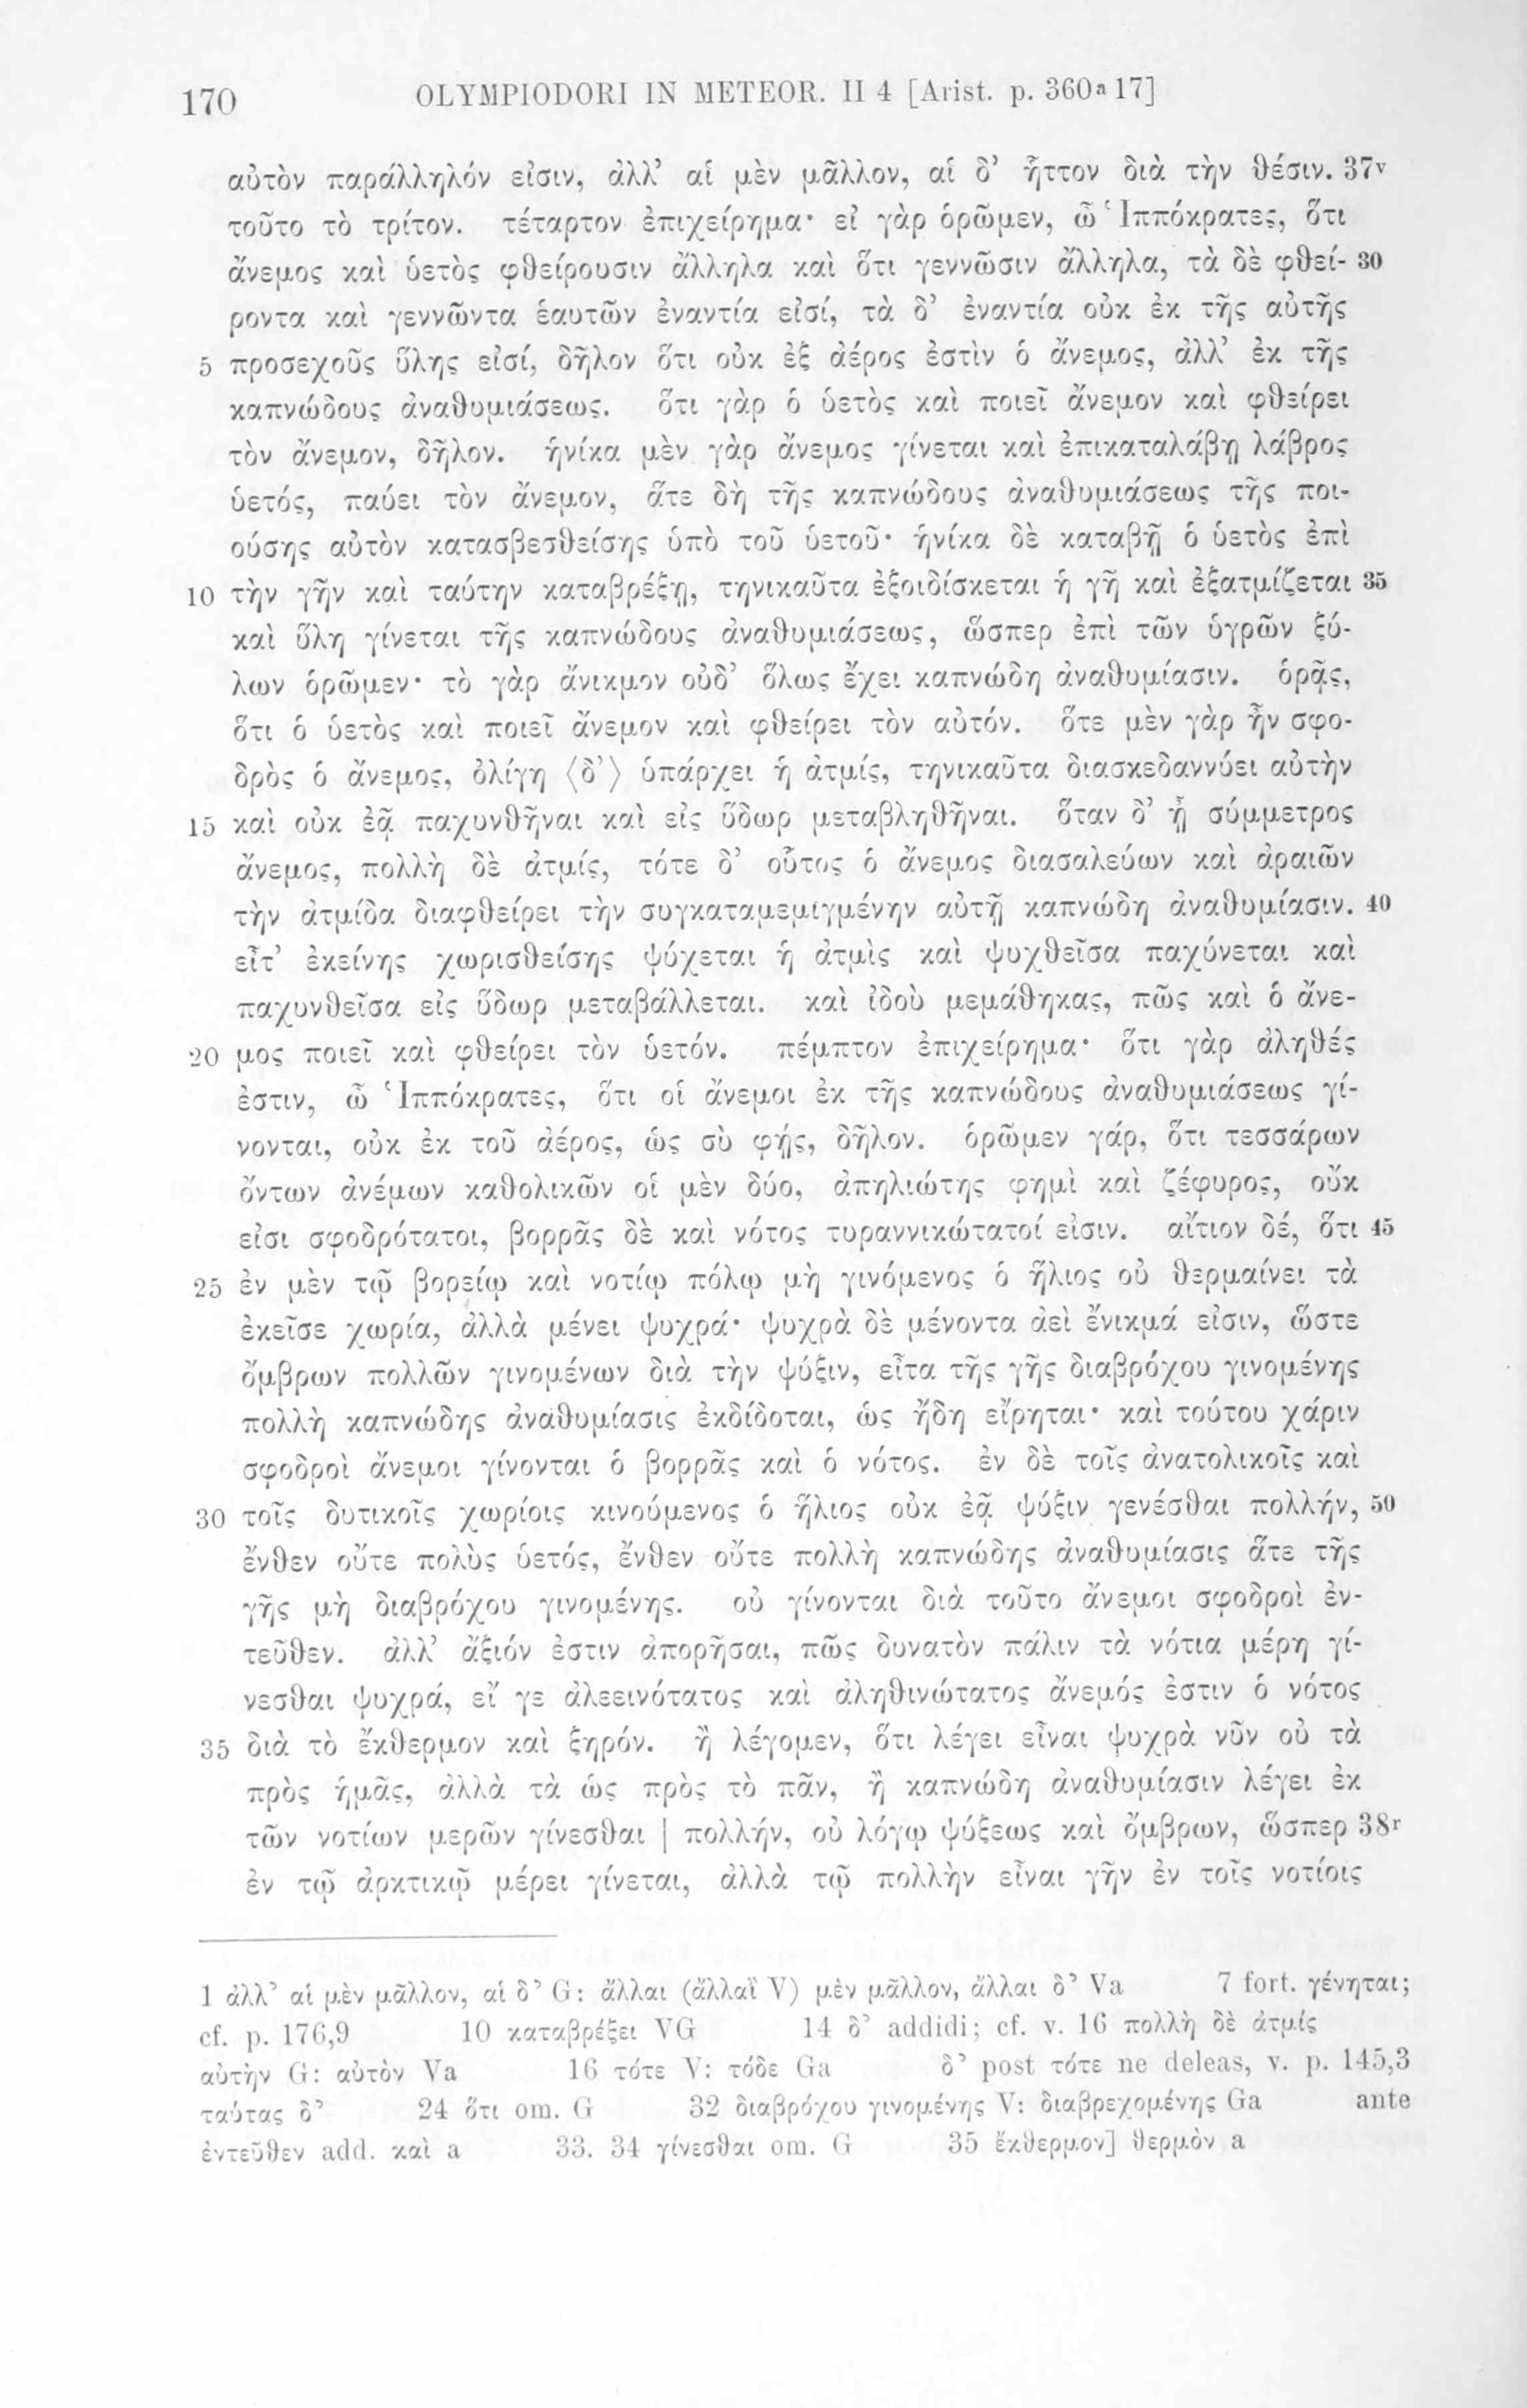 170 OLYMPIODORI IN METEOR. II 4 [Arist. p. 360ᵃ17]
αὐτὸν παράλληλόν εἰσιν, ἀλλ’ αἱ μὲν μᾶλλον, αἱ δ’ ἧττον διὰ τὴν θέσιν. 37ᵛ
τοῦτο τὸ τρίτον. τέταρτον ἐπιχείρημα· εἰ γὰρ ὁρῶμεν, ὦ Ἱππόκρατες, ὅτι
ἄνεμος καὶ ὑετὸς φθείρουσιν ἄλληλα καὶ ὅτι γεννῶσιν ἄλληλα, τὰ δὲ φθεί- 30
ροντα καὶ γεννῶντα ἑαυτῶν ἐναντία εἰσί, τὰ δ’ ἐναντία οὐκ ἐκ τῆς αὐτῆς
5 προσεχοῦς ὕλης εἰσί, δῆλον ὅτι οὐκ ἐξ ἀέρος ἐστὶν ὁ ἄνεμος, ἀλλ’ ἐκ τῆς
καπνώδους ἀναθυμιάσεως. ὅτι γὰρ ὁ ὑετὸς καὶ ποιεῖ ἄνεμον καὶ φθείρει
τὸν ἄνεμον, δῆλον. ἡνίκα μὲν γὰρ ἄνεμος γίνεται καὶ ἐπικαταλάβῃ λάβρος
ὑετός, παύει τὸν ἄνεμον, ἅτε δὴ τῆς καπνώδους ἀναθυμιάσεως τῆς ποι-
ούσης αὐτὸν κατασβεσθείσης ὑπὸ τοῦ ὑετοῦ· ἡνίκα δὲ καταβῇ ὁ ὑετὸς ἐπὶ
10 τὴν γῆν καὶ ταύτην καταβρέξῃ, τηνικαῦτα ἐξοιδίσκεται ἡ γῆ καὶ ἐξατμίζεται 35
καὶ ὕλη γίνεται τῆς καπνώδους ἀναθυμιάσεως, ὥσπερ ἐπὶ τῶν ὑγρῶν ξύ-
λων ὁρῶμεν· τὸ γὰρ ἄνικμον οὐδ’ ὅλως ἔχει καπνώδη ἀναθυμίασιν. ὁρᾷς,
ὅτι ὁ ὑετὸς καὶ ποιεῖ ἄνεμον καὶ φθείρει τὸν αὐτόν. ὅτε μὲν γὰρ ἦν σφο-
δρὸς ὁ ἄνεμος, ὀλίγη ⟨δ’⟩ ὑπάρχει ἡ ἀτμίς, τηνικαῦτα διασκεδαννύει αὐτὴν
15 καὶ οὐκ ἐᾷ παχυνθῆναι καὶ εἰς ὕδωρ μεταβληθῆναι. ὅταν δ’ ᾖ σύμμετρος
ἄνεμος, πολλὴ δὲ ἀτμίς, τότε δ’ οὗτος ὁ ἄνεμος διασαλεύων καὶ ἀραιῶν
τὴν ἀτμίδα διαφθείρει τὴν συγκαταμεμιγμένην αὐτῇ καπνώδη ἀναθυμίασιν. 40
εἶτ’ ἐκείνης χωρισθείσης ψύχεται ἡ ἀτμὶς καὶ ψυχθεῖσα παχύνεται καὶ
παχυνθεῖσα εἰς ὕδωρ μεταβάλλεται. καὶ ἰδοὺ μεμάθηκας, πῶς καὶ ὁ ἄνε-
20 μος ποιεῖ καὶ φθείρει τὸν ὑετόν. πέμπτον ἐπιχείρημα· ὅτι γὰρ ἀληθές
ἐστιν, ὦ Ἱππόκρατες, ὅτι οἱ ἄνεμοι ἐκ τῆς καπνώδους ἀναθυμιάσεως γί-
νονται, οὐκ ἐκ τοῦ ἀέρος, ὡς σὺ φῄς, δῆλον. ὁρῶμεν γάρ, ὅτι τεσσάρων
ὄντων ἀνέμων καθολικῶν οἱ μὲν δύο, ἀπηλιώτης φημὶ καὶ ζέφυρος, οὔκ
εἰσι σφοδρότατοι, βορρᾶς δὲ καὶ νότος τυραννικώτατοί εἰσιν. αἴτιον δέ, ὅτι 45
25 ἐν μὲν τῷ βορείῳ καὶ νοτίῳ πόλῳ μὴ γινόμενος ὁ ἥλιος οὐ θερμαίνει τὰ
ἐκεῖσε χωρία, ἀλλὰ μένει ψυχρά· ψυχρὰ δὲ μένοντα ἀεὶ ἔνικμά εἰσιν, ὥστε
ὄμβρων πολλῶν γινομένων διὰ τὴν ψύξιν, εἶτα τῆς γῆς διαβρόχου γινομένης
πολλὴ καπνώδης ἀναθυμίασις ἐκδίδοται, ὡς ἤδη εἴρηται· καὶ τούτου χάριν
σφοδροὶ ἄνεμοι γίνονται ὁ βορρᾶς καὶ ὁ νότος. ἐν δὲ τοῖς ἀνατολικοῖς καὶ
30 τοῖς δυτικοῖς χωρίοις κινούμενος ὁ ἥλιος οὐκ ἐᾷ ψύξιν γενέσθαι πολλήν, 50
ἔνθεν οὔτε πολὺς ὑετός, ἔνθεν οὔτε πολλὴ καπνώδης ἀναθυμίασις ἅτε τῆς
γῆς μὴ διαβρόχου γινομένης. οὐ γίνονται διὰ τοῦτο ἄνεμοι σφοδροὶ ἐν-
τεῦθεν. ἀλλ’ ἄξιόν ἐστιν ἀπορῆσαι, πῶς δυνατὸν πάλιν τὰ νότια μέρη γί-
νεσθαι ψυχρά, εἴ γε ἀλεεινότατος καὶ ἀληθινώτατος ἄνεμός ἐστιν ὁ νότος
35 διὰ τὸ ἔκθερμον καὶ ξηρόν. ἢ λέγομεν, ὅτι λέγει εἶναι ψυχρὰ νῦν οὐ τὰ
πρὸς ἡμᾶς, ἀλλὰ τὰ ὡς πρὸς τὸ πᾶν, ἢ καπνώδη ἀναθυμίασιν λέγει ἐκ
τῶν νοτίων μερῶν γίνεσθαι | πολλήν, οὐ λόγῳ ψύξεως καὶ ὄμβρων, ὥσπερ 38ʳ
ἐν τῷ ἀρκτικῷ μέρει γίνεται, ἀλλὰ τῷ πολλὴν εἶναι γῆν ἐν τοῖς νοτίοις
1 ἀλλ’ αἱ μὲν μᾶλλον, αἱ δ’ G: ἄλλαι (ἄλλαϊ V) μὲν μᾶλλον, ἄλλαι δ’ Va 7 fort. γένηται;
cf. p. 176,9 10 καταβρέξει VG 14 δ’ addidi; cf. v. 16 πολλὴ δὲ ἀτμίς
αὐτὴν G: αὐτὸν Va 16 τότε V: τόδε Ga δ’ post τότε ne deleas, v. p. 145,3
ταύτας δ’ 24 ὅτι om. G 32 διαβρόχου γινομένης V: διαβρεχομένης Ga ante
ἐντεῦθεν add. καὶ a 33. 34 γίνεσθαι om. G 35 ἔκθερμον] θερμὸν a